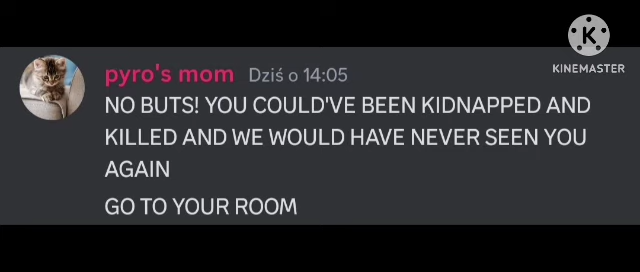 K
KINEMASTER
pyro's mom Dziś o 14:05
NO BUTS! YOU COULD'VE BEEN KIDNAPPED AND
KILLED AND WE WOULD HAVE NEVER SEEN YOU
AGAIN
GO TO YOUR ROOM